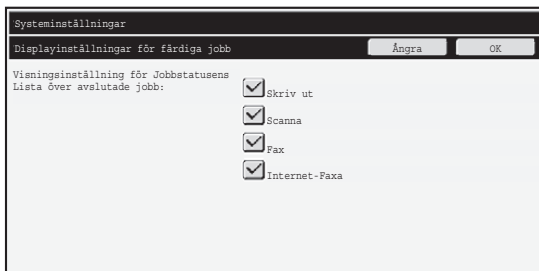 Systeminställningar
Displayinställningar för färdiga jobb Ångra OK
Visningsinställning för Jobbstatusens
Lista över avslutade jobb:
Skriv ut
Scanna
Fax
Internet-Faxa